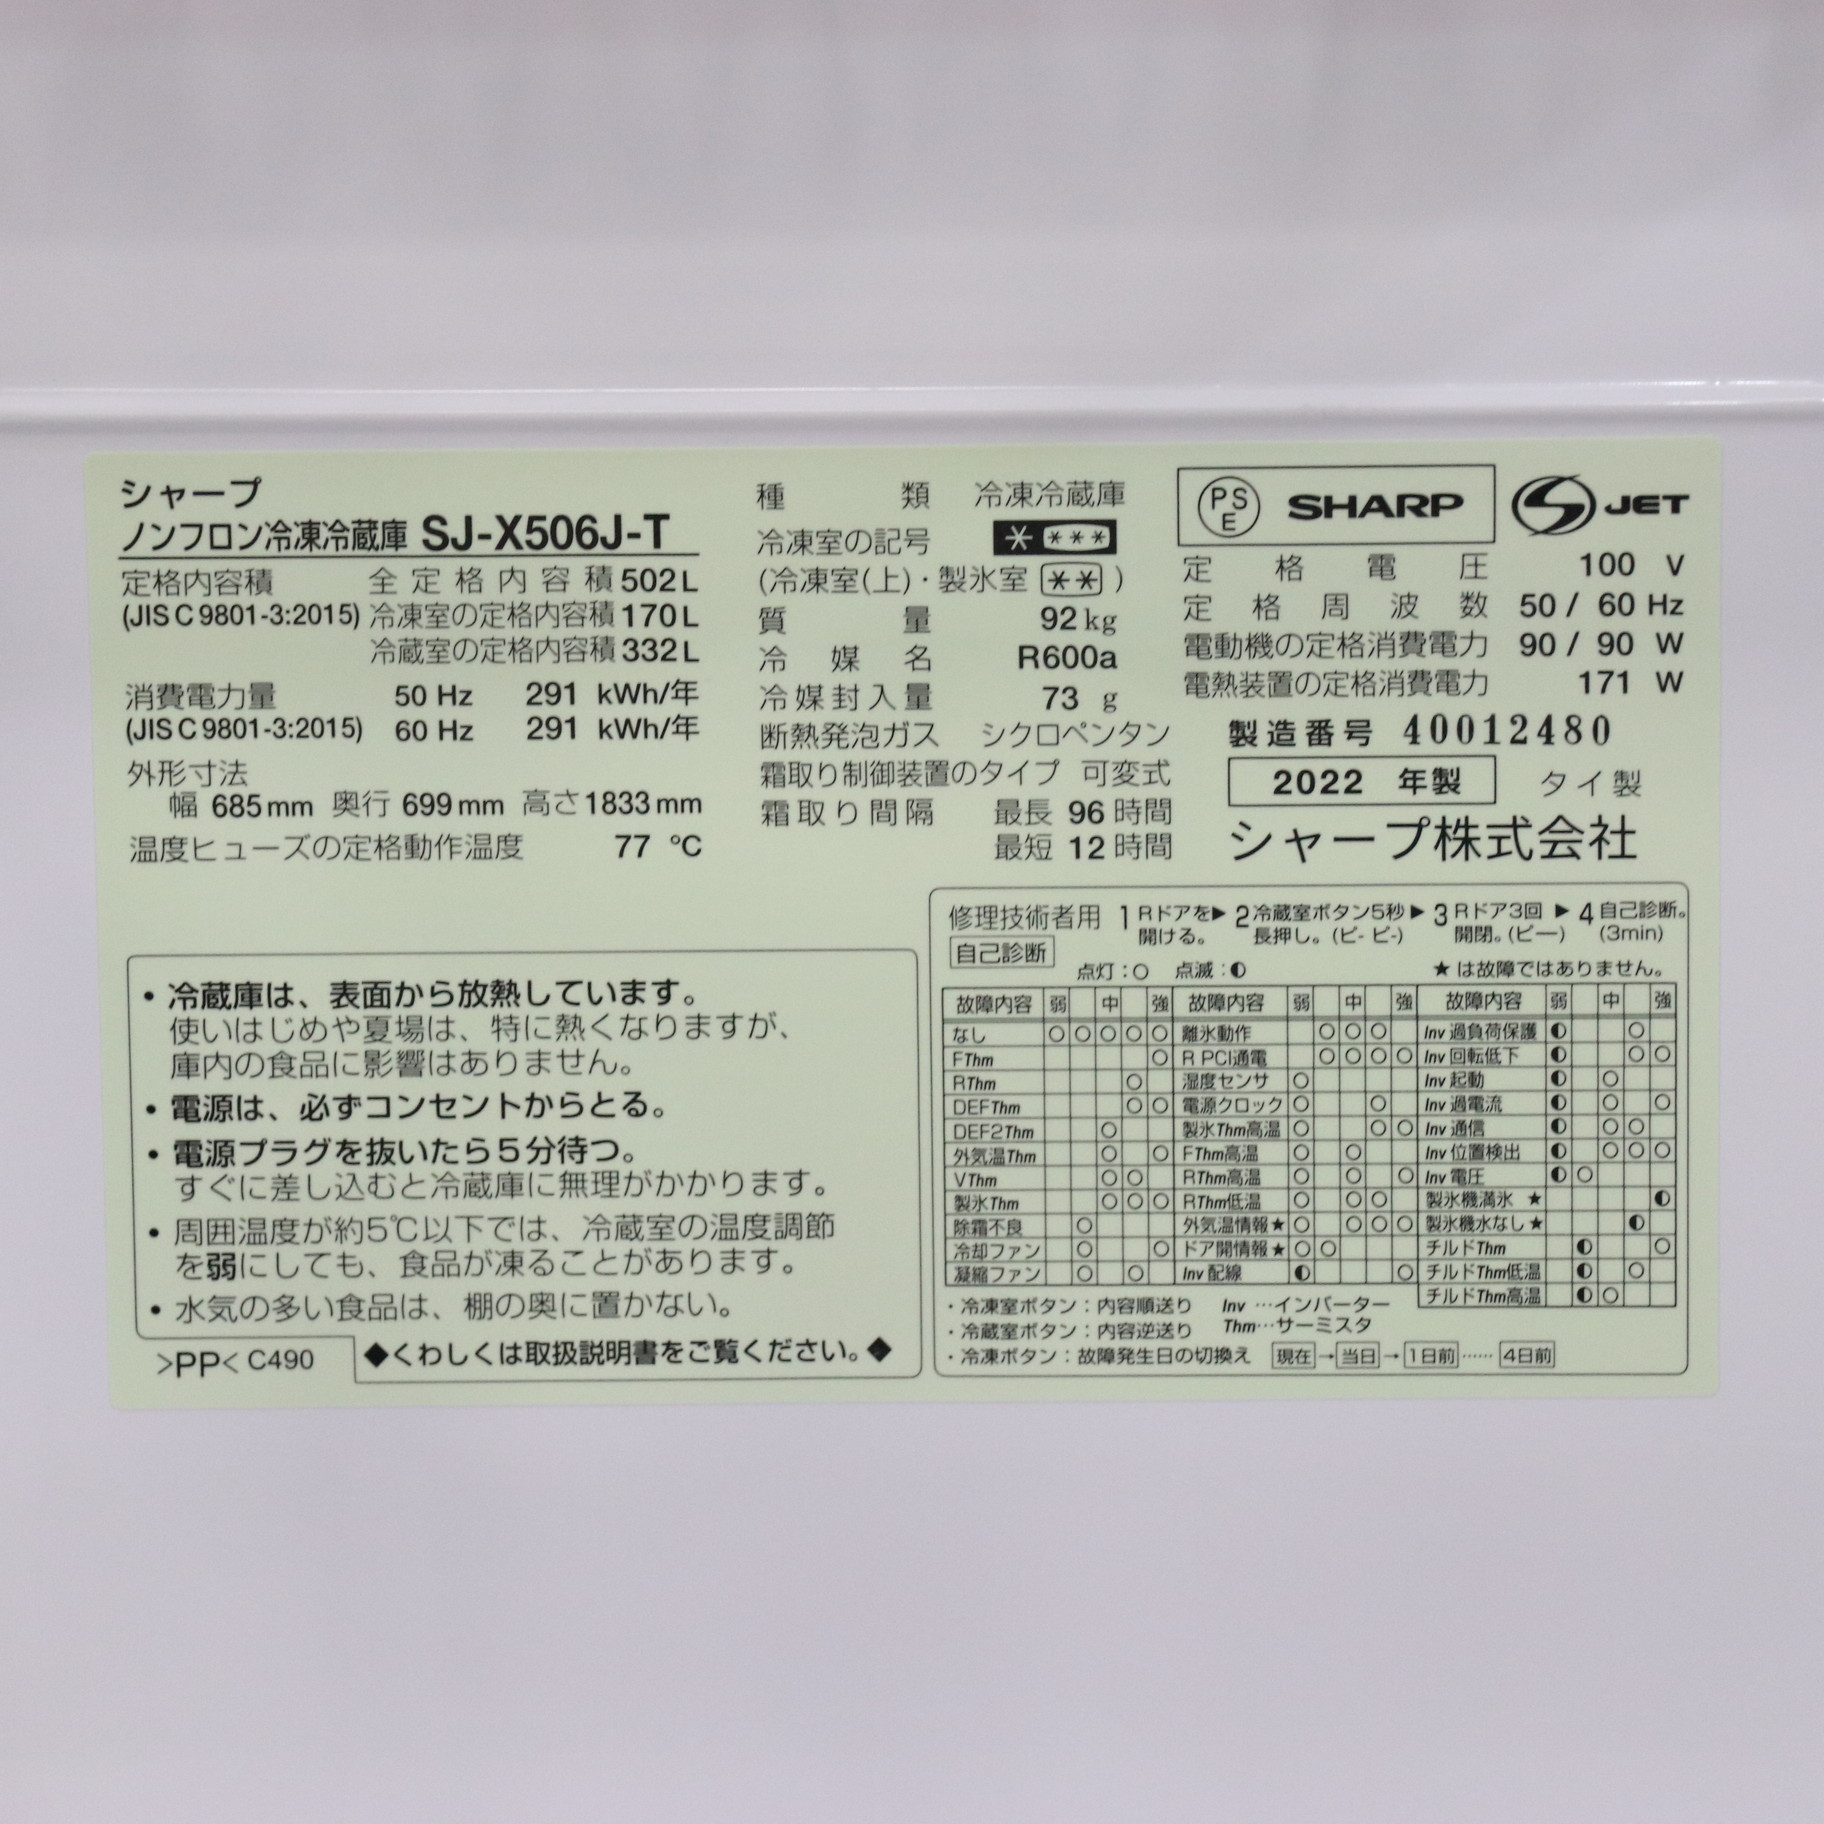 シャープ
ノンフロン冷凍冷蔵庫 SJ-X506J-T
定格内容積 全定格内容積 502L
(JIS C 9801-3:2015) 冷凍室の定格内容積 170L
冷蔵室の定格内容積 332L
消費電力量 50 Hz 291 kWh/年
(JIS C 9801-3:2015) 60 Hz 291 kWh/年
外形寸法
幅 685mm 奥行 699mm 高さ1833mm
温度ヒューズの定格動作温度 77 ℃
種類 冷凍冷蔵庫
冷凍室の記号 * ***
(冷凍室(上)・製氷室 ** )
質量 92kg
冷媒名 R600a
冷媒封入量 73 g
断熱発泡ガス シクロペンタン
霜取り制御装置のタイプ 可変式
霜取り間隔 最長 96 時間
最短 12 時間
PSE SHARP S JET
定格電圧 100 V
定格周波数 50/ 60 Hz
電動機の定格消費電力 90/ 90 W
電熱装置の定格消費電力 171 W
製造番号 40012480
2022 年製 タイ製
シャープ株式会社
・冷蔵庫は、表面から放熱しています。
使いはじめや夏場は、特に熱くなりますが、
庫内の食品に影響はありません。
・電源は、必ずコンセントからとる。
・電源プラグを抜いたら5分待つ。
すぐに差し込むと冷蔵庫に無理がかかります。
・周囲温度が約5℃以下では、冷蔵室の温度調節
を弱にしても、食品が凍ることがあります。
・水気の多い食品は、棚の奥に置かない。
>PP< C490 ◆くわしくは取扱説明書をご覧ください。◆
修理技術者用 1 Rドアを開ける。▶ 2 冷蔵室ボタン5秒長押し。(ピ- ピ-) ▶ 3 Rドア3回開閉。(ピー) ▶ 4 自己診断。(3min)
自己診断
点灯:○ 点滅:◐ ★は故障ではありません。
故障内容 弱 中 強 故障内容 弱 中 強 故障内容 弱 中 強
なし ○ ○ ○ ○ ○ 離氷動作 ○ ○ ○ Inv 過負荷保護 ◐ ○
FThm ○ R PCI通電 ○ ○ ○ ○ Inv 回転低下 ◐ ○ ○
RThm ○ 湿度センサ ○ Inv 起動 ◐ ○
DEFThm ○ ○ 電源クロック ○ ○ Inv 過電流 ◐ ○ ○
DEF2Thm ○ 製氷Thm高温 ○ ○ ○ Inv 通信 ◐ ○ ○
外気温Thm ○ ○ FThm高温 ○ ○ Inv 位置検出 ◐ ○ ○ ○
VThm ○ ○ RThm高温 ○ ○ ○ Inv 電圧 ◐ ○
製氷Thm ○ ○ ○ RThm低温 ○ ○ ○ 製氷機満氷 ★ ◐
除霜不良 ○ 外気温情報★ ○ ○ ○ ○ 製氷機水なし★ ◐
冷却ファン ○ ○ ドア開情報★ ○ ○ チルドThm ◐ ○
凝縮ファン ○ ○ Inv 配線 ◐ ○ チルドThm低温 ◐ ○
チルドThm高温 ◐ ○
・冷凍室ボタン:内容順送り Inv …インバーター
・冷蔵室ボタン:内容逆送り Thm…サーミスタ
・冷凍ボタン:故障発生日の切換え 現在→当日→1日前……4日前